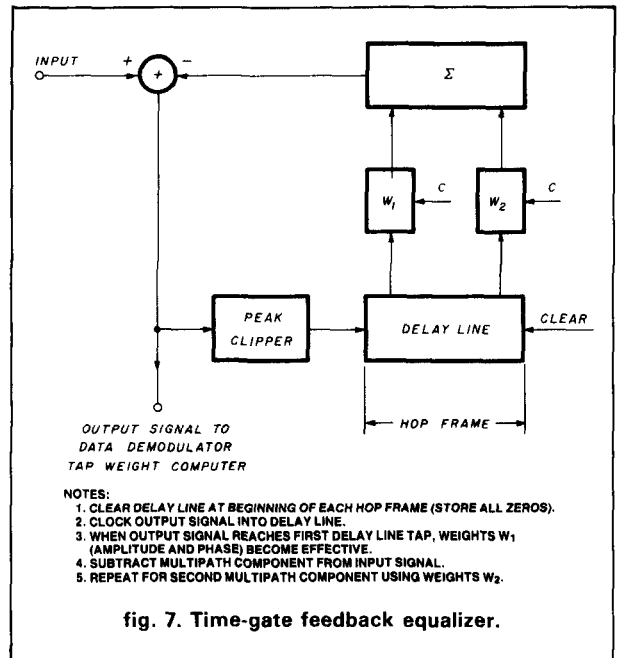 INPUT
+
-
+
Σ
W1
C
W2
C
PEAK
CLIPPER
DELAY LINE
CLEAR
HOP FRAME
OUTPUT SIGNAL TO
DATA DEMODULATOR
TAP WEIGHT COMPUTER
NOTES:
1. CLEAR DELAY LINE AT BEGINNING OF EACH HOP FRAME (STORE ALL ZEROS).
2. CLOCK OUTPUT SIGNAL INTO DELAY LINE.
3. WHEN OUTPUT SIGNAL REACHES FIRST DELAY LINE TAP, WEIGHTS W1
(AMPLITUDE AND PHASE) BECOME EFFECTIVE.
4. SUBTRACT MULTIPATH COMPONENT FROM INPUT SIGNAL.
5. REPEAT FOR SECOND MULTIPATH COMPONENT USING WEIGHTS W2.
fig. 7. Time-gate feedback equalizer.